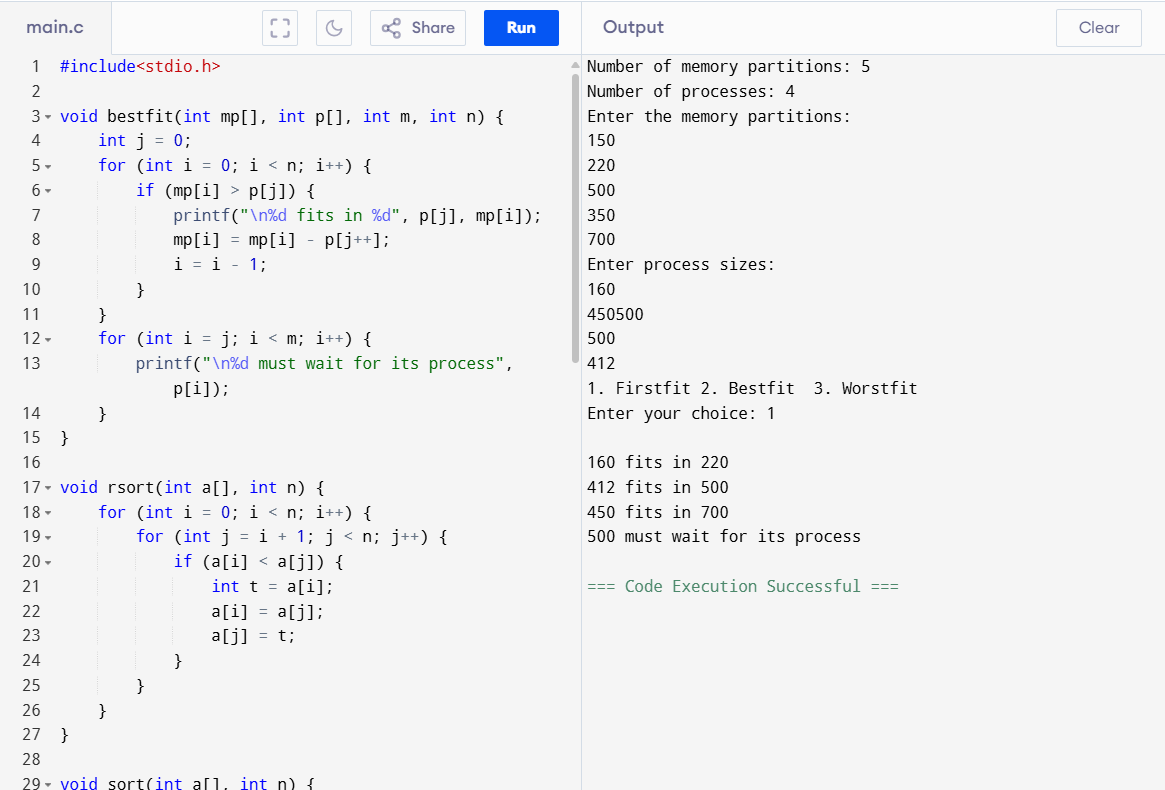 main.c
Share
Run
Output
Clear
1 #include<stdio.h>
2
3 void bestfit(int mp[], int p[], int m, int n) {
4 int j = 0;
5 for (int i = 0; i < n; i++) {
6 if (mp[i] > p[j]) {
7 printf("\n%d fits in %d", p[j], mp[i]);
8 mp[i] = mp[i] - p[j++];
9 i = i - 1;
10 }
11 }
12 for (int i = j; i < m; i++) {
13 printf("\n%d must wait for its process",
p[i]);
14 }
15 }
16
17 void rsort(int a[], int n) {
18 for (int i = 0; i < n; i++) {
19 for (int j = i + 1; j < n; j++) {
20 if (a[i] < a[j]) {
21 int t = a[i];
22 a[i] = a[j];
23 a[j] = t;
24 }
25 }
26 }
27 }
28
29 void sort(int a[], int n) {
Number of memory partitions: 5
Number of processes: 4
Enter the memory partitions:
150
220
500
350
700
Enter process sizes:
160
450500
500
412
1. Firstfit 2. Bestfit  3. Worstfit
Enter your choice: 1
160 fits in 220
412 fits in 500
450 fits in 700
500 must wait for its process
=== Code Execution Successful ===